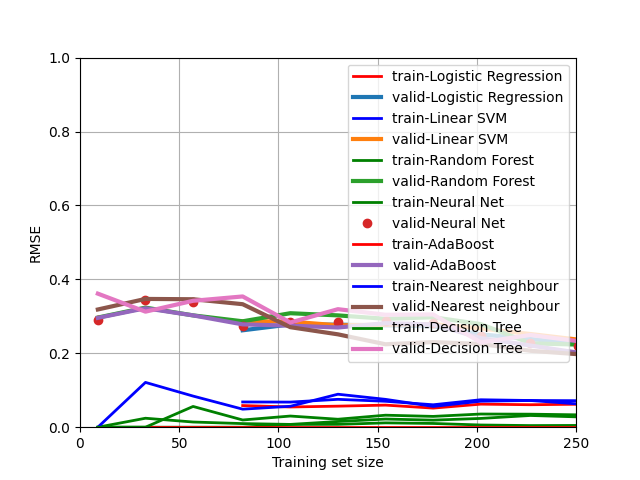 1.0
0.8
0.6
0.4
0.2
0.0
RMSE
0 50 100 150 200 250
Training set size
train-Logistic Regression
valid-Logistic Regression
train-Linear SVM
valid-Linear SVM
train-Random Forest
valid-Random Forest
train-Neural Net
valid-Neural Net
train-AdaBoost
valid-AdaBoost
train-Nearest neighbour
valid-Nearest neighbour
train-Decision Tree
valid-Decision Tree